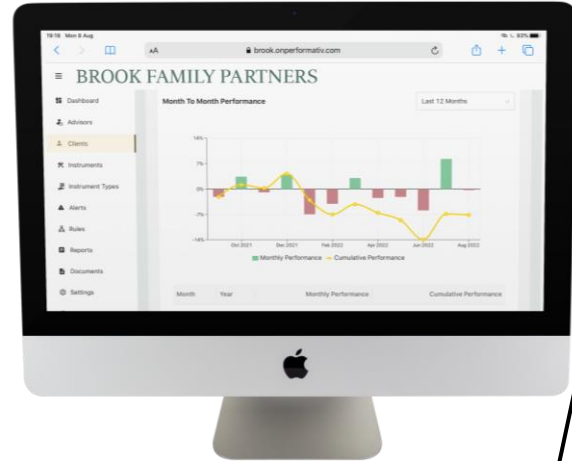 19:18 Mon 8 Aug 93%
AA brook.onperformativ.com
BROOK FAMILY PARTNERS
Dashboard
Advisors
Clients
Instruments
Instrument Types
Alerts
Rules
Reports
Documents
Settings
Month To Month Performance
Last 12 Months
14%
7%
0%
-7%
-14%
Oct 2021 Dec 2021 Feb 2022 Apr 2022 Jun 2022 Aug 2022
Monthly Performance Cumulative Performance
Month Year Monthly Performance Cumulative Performance